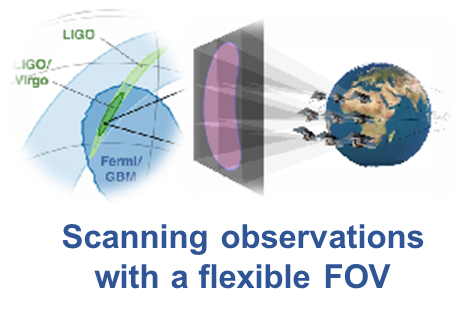 LIGO
LIGO/
Virgo
Fermi/
GBM
Scanning observations
with a flexible FOV